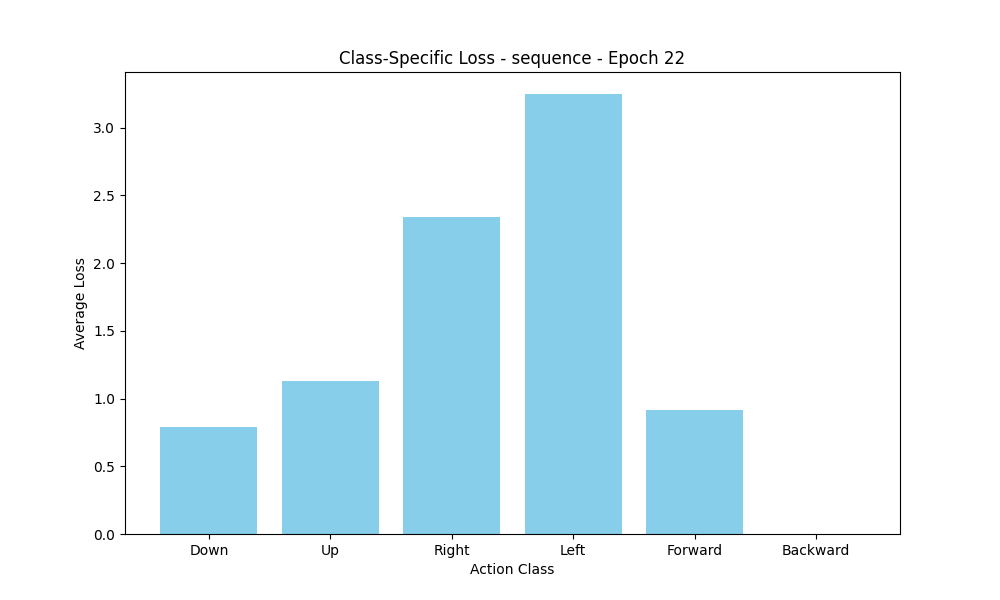 Class-Specific Loss - sequence - Epoch 22
Average Loss
3.0
2.5
2.0
1.5
1.0
0.5
0.0
Down Up Right Left Forward Backward
Action Class